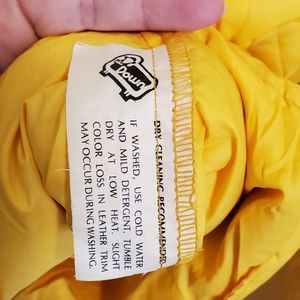 Down
DRY CLEANING RECOMMENDED
IF WASHED, USE COLD WATER
AND MILD DETERGENT. TUMBLE
DRY AT LOW HEAT. SLIGHT
COLOR LOSS IN LEATHER TRIM
MAY OCCUR DURING WASHING.